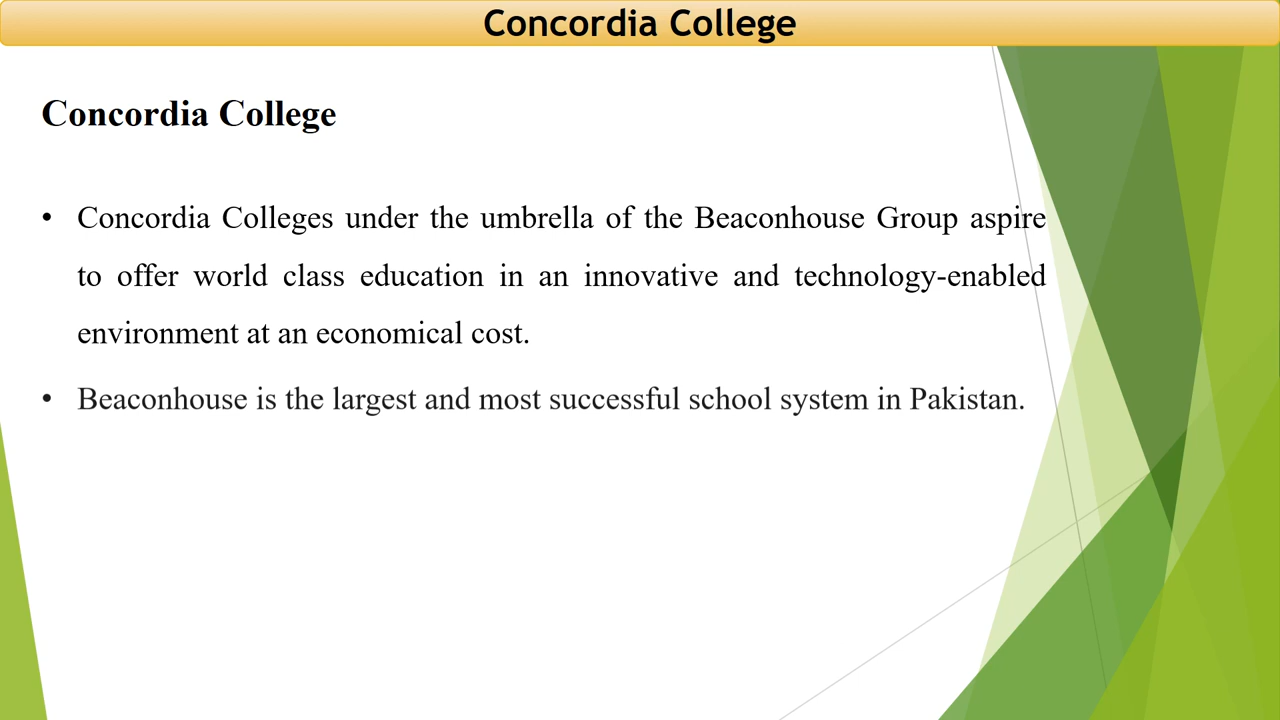 Concordia College
Concordia College
• Concordia Colleges under the umbrella of the Beaconhouse Group aspire
to offer world class education in an innovative and technology-enabled
environment at an economical cost.
• Beaconhouse is the largest and most successful school system in Pakistan.